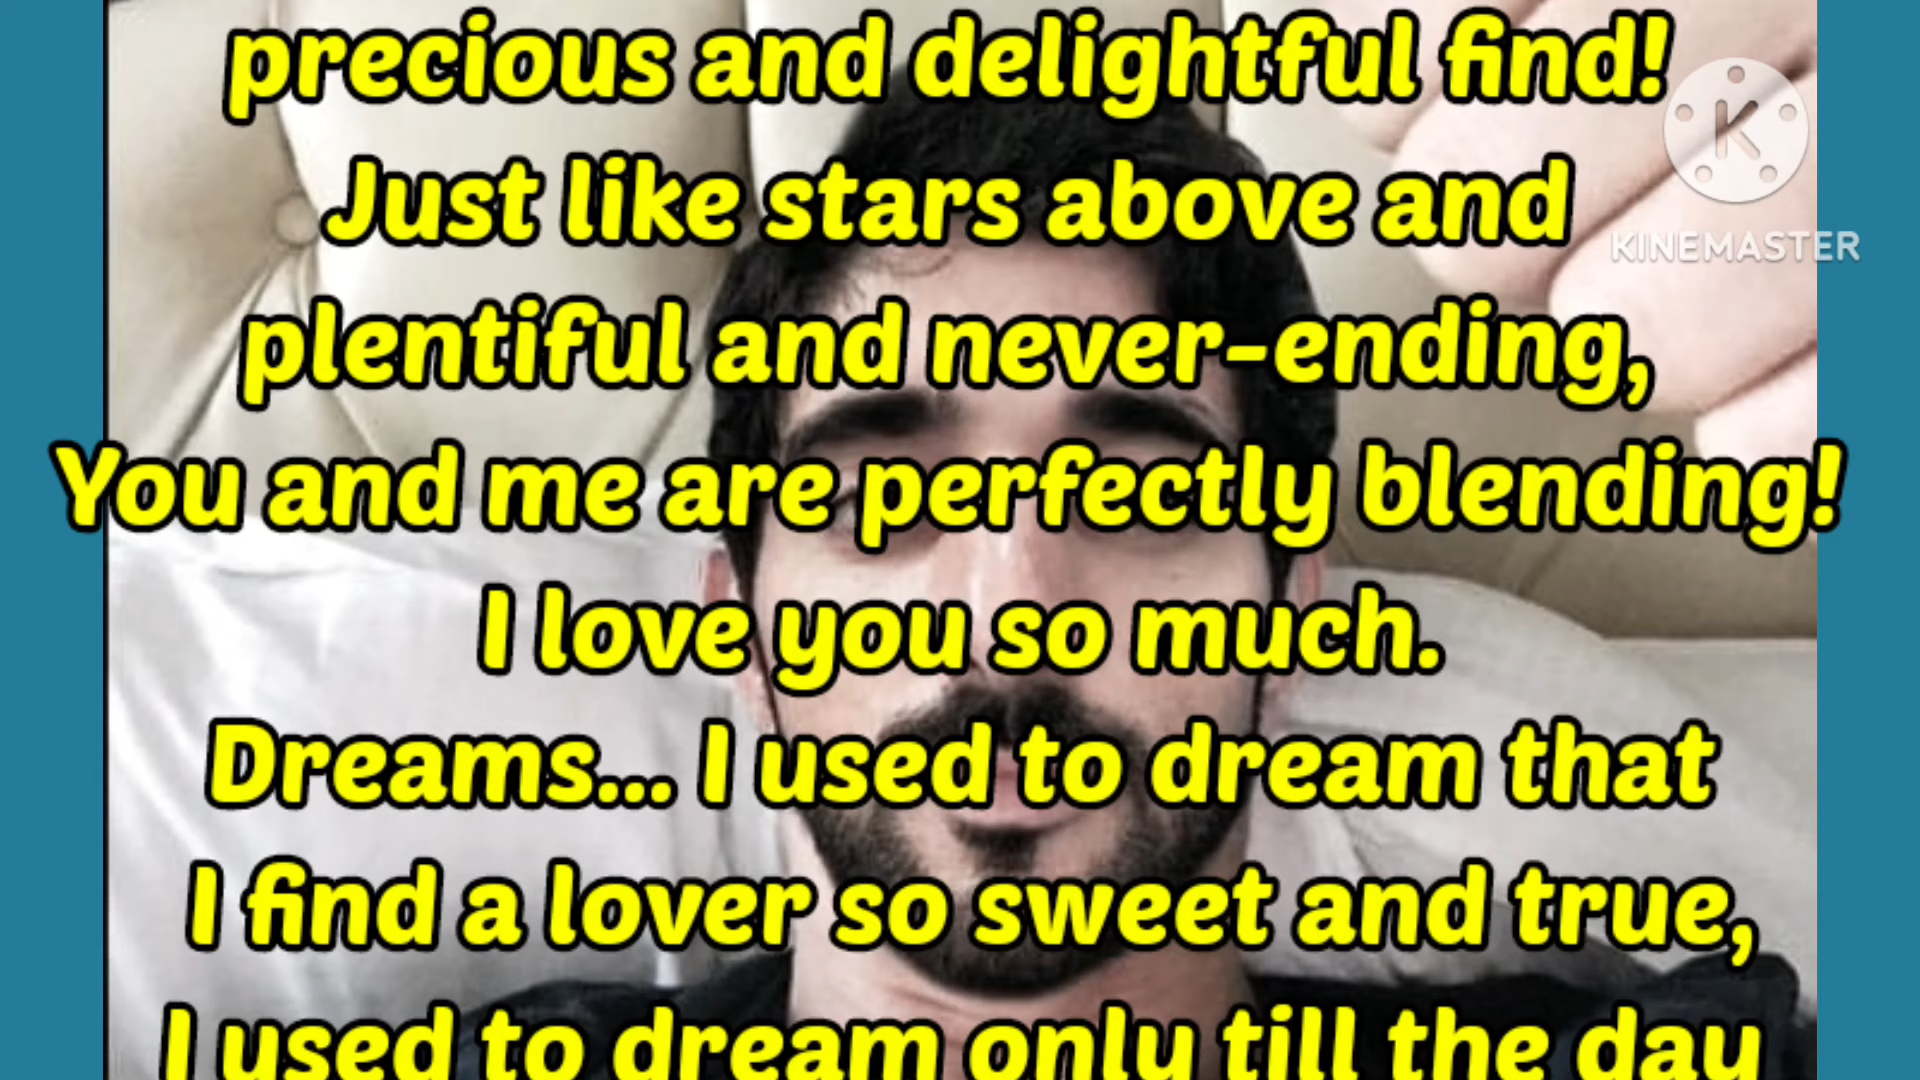 precious and delightful find!
Just like stars above and
plentiful and never-ending,
You and me are perfectly blending!
I love you so much.
Dreams... I used to dream that
I find a lover so sweet and true,
I used to dream only till the day
K
KINEMASTER